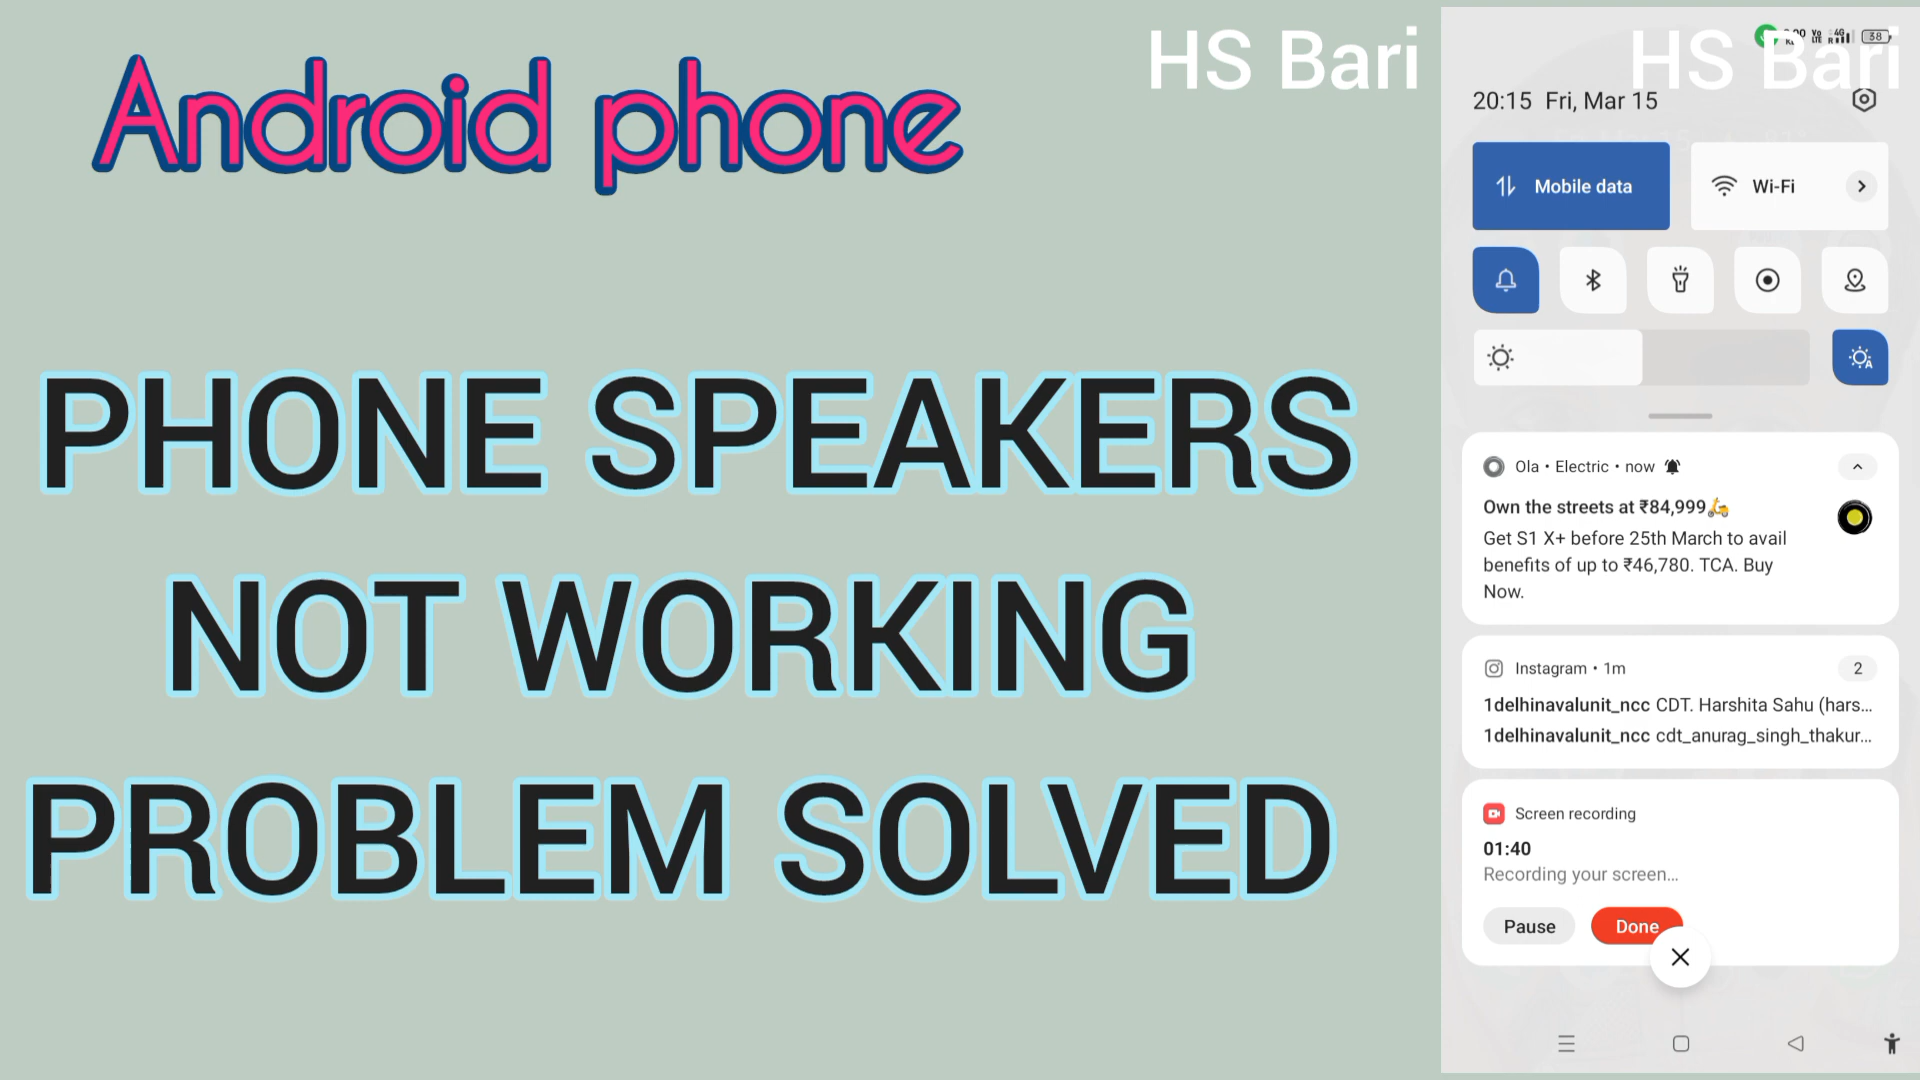 Android phone
HS Bari
PHONE SPEAKERS
NOT WORKING
PROBLEM SOLVED
HS Bari
4G
38
20:15 Fri, Mar 15
Mobile data
Wi-Fi
A
Ola • Electric • now
Own the streets at ₹84,999🛵
Get S1 X+ before 25th March to avail
benefits of up to ₹46,780. TCA. Buy
Now.
Instagram • 1m
2
1delhinavalunit_ncc CDT. Harshita Sahu (hars...
1delhinavalunit_ncc cdt_anurag_singh_thakur...
Screen recording
01:40
Recording your screen...
Pause
Done